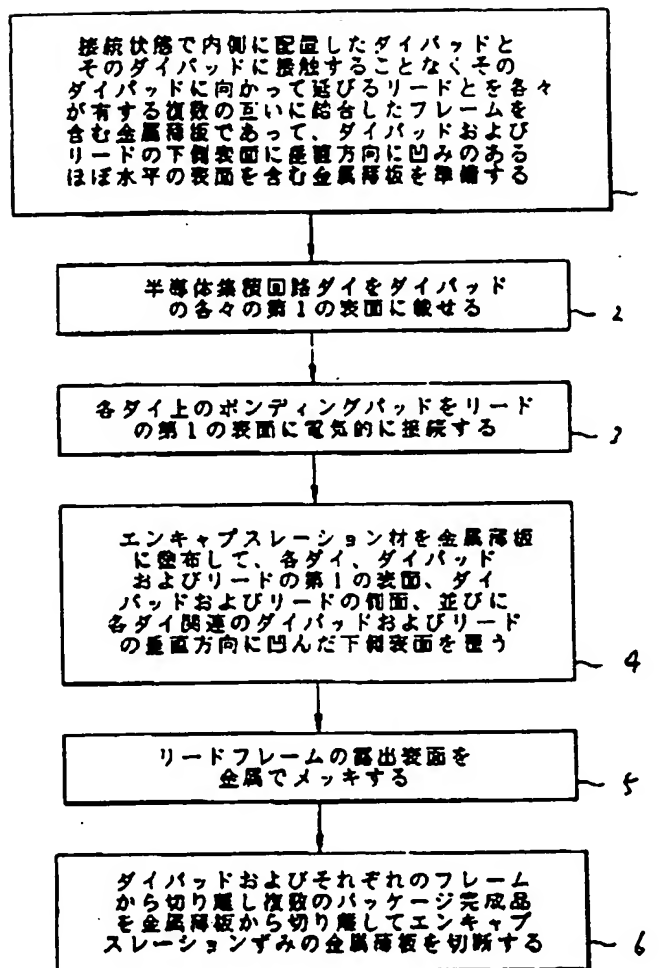 接続状態で内側に配置したダイパッドと
そのダイパッドに接触することなくその
ダイパッドに向かって延びるリードとを各々
が有する複数の互いに結合したフレームを
含む金属薄板であって、ダイパッドおよび
リードの下側表面に垂直方向に凹みのある
ほぼ水平の表面を含む金属薄板を準備する
半導体集積回路ダイをダイパッド
の各々の第1の表面に載せる
2
各ダイ上のボンディングパッドをリード
の第1の表面に電気的に接続する
3
エンキャプスレーション材を金属薄板
に塗布して、各ダイ、ダイパッド
およびリードの第1の表面、ダイ
パッドおよびリードの側面、並びに
各ダイ関連のダイパッドおよびリード
の垂直方向に凹んだ下側表面を覆う
4
リードフレームの露出表面を
金属でメッキする
5
ダイパッドおよびそれぞれのフレーム
から切り離し複数のパッケージ完成品
を金属薄板から切り離してエンキャプ
スレーションずみの金属薄板を切断する
6